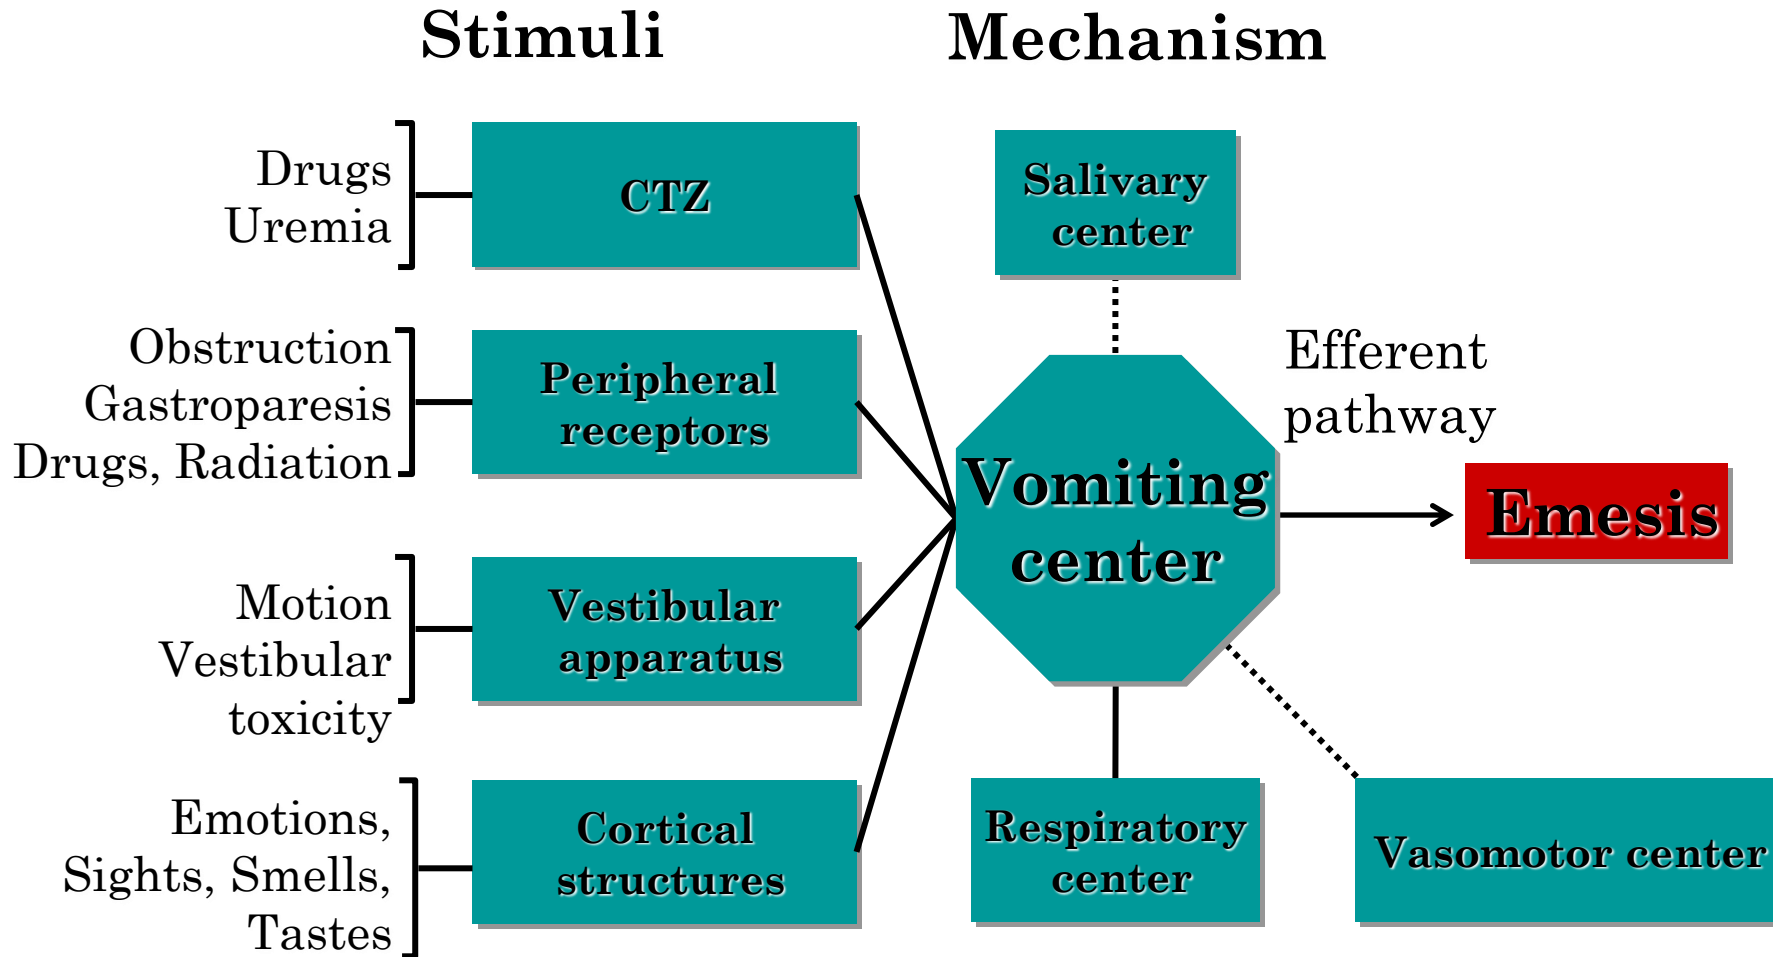 Stimuli
Mechanism
Drugs
Uremia
CTZ
Salivary
center
Obstruction
Gastroparesis
Drugs, Radiation
Peripheral
receptors
Efferent
pathway
Vomiting
center
Emesis
Motion
Vestibular
toxicity
Vestibular
apparatus
Emotions,
Sights, Smells,
Tastes
Cortical
structures
Respiratory
center
Vasomotor center